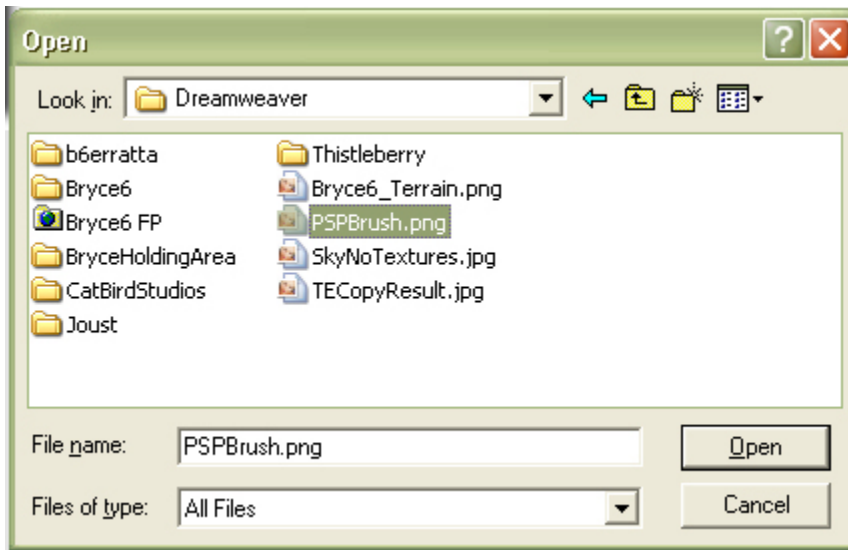 Open
Look in: Dreamweaver
b6erratta
Bryce6
Bryce6 FP
BryceHoldingArea
CatBirdStudios
Joust
Thistleberry
Bryce6_Terrain.png
PSPBrush.png
SkyNoTextures.jpg
TECopyResult.jpg
File name: PSPBrush.png
Open
Files of type: All Files
Cancel